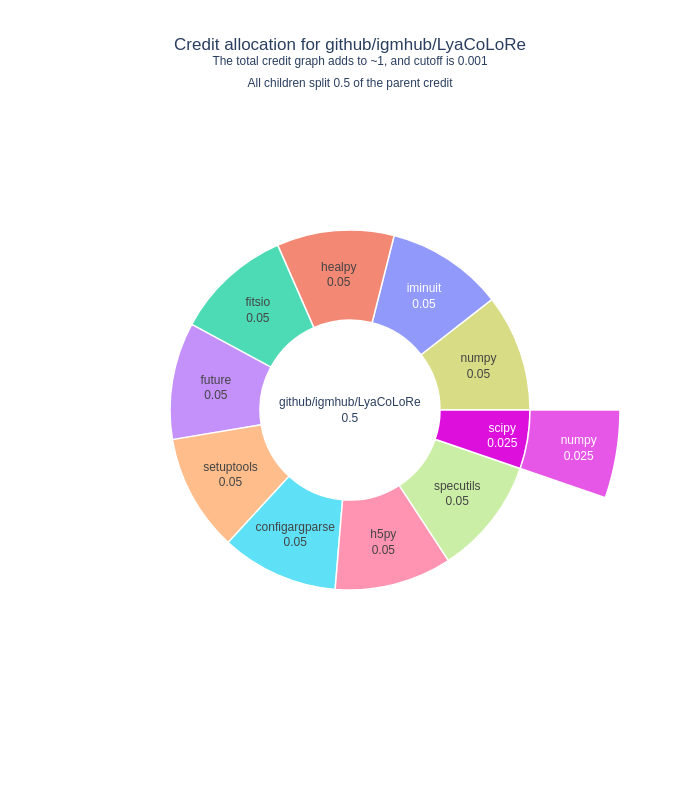 Credit allocation for github/igmhub/LyaCoLoRe
The total credit graph adds to ~1, and cutoff is 0.001
All children split 0.5 of the parent credit
healpy
0.05
iminuit
0.05
fitsio
0.05
numpy
0.05
future
0.05
github/igmhub/LyaCoLoRe
0.5
scipy
0.025
numpy
0.025
setuptools
0.05
specutils
0.05
configargparse
0.05
h5py
0.05